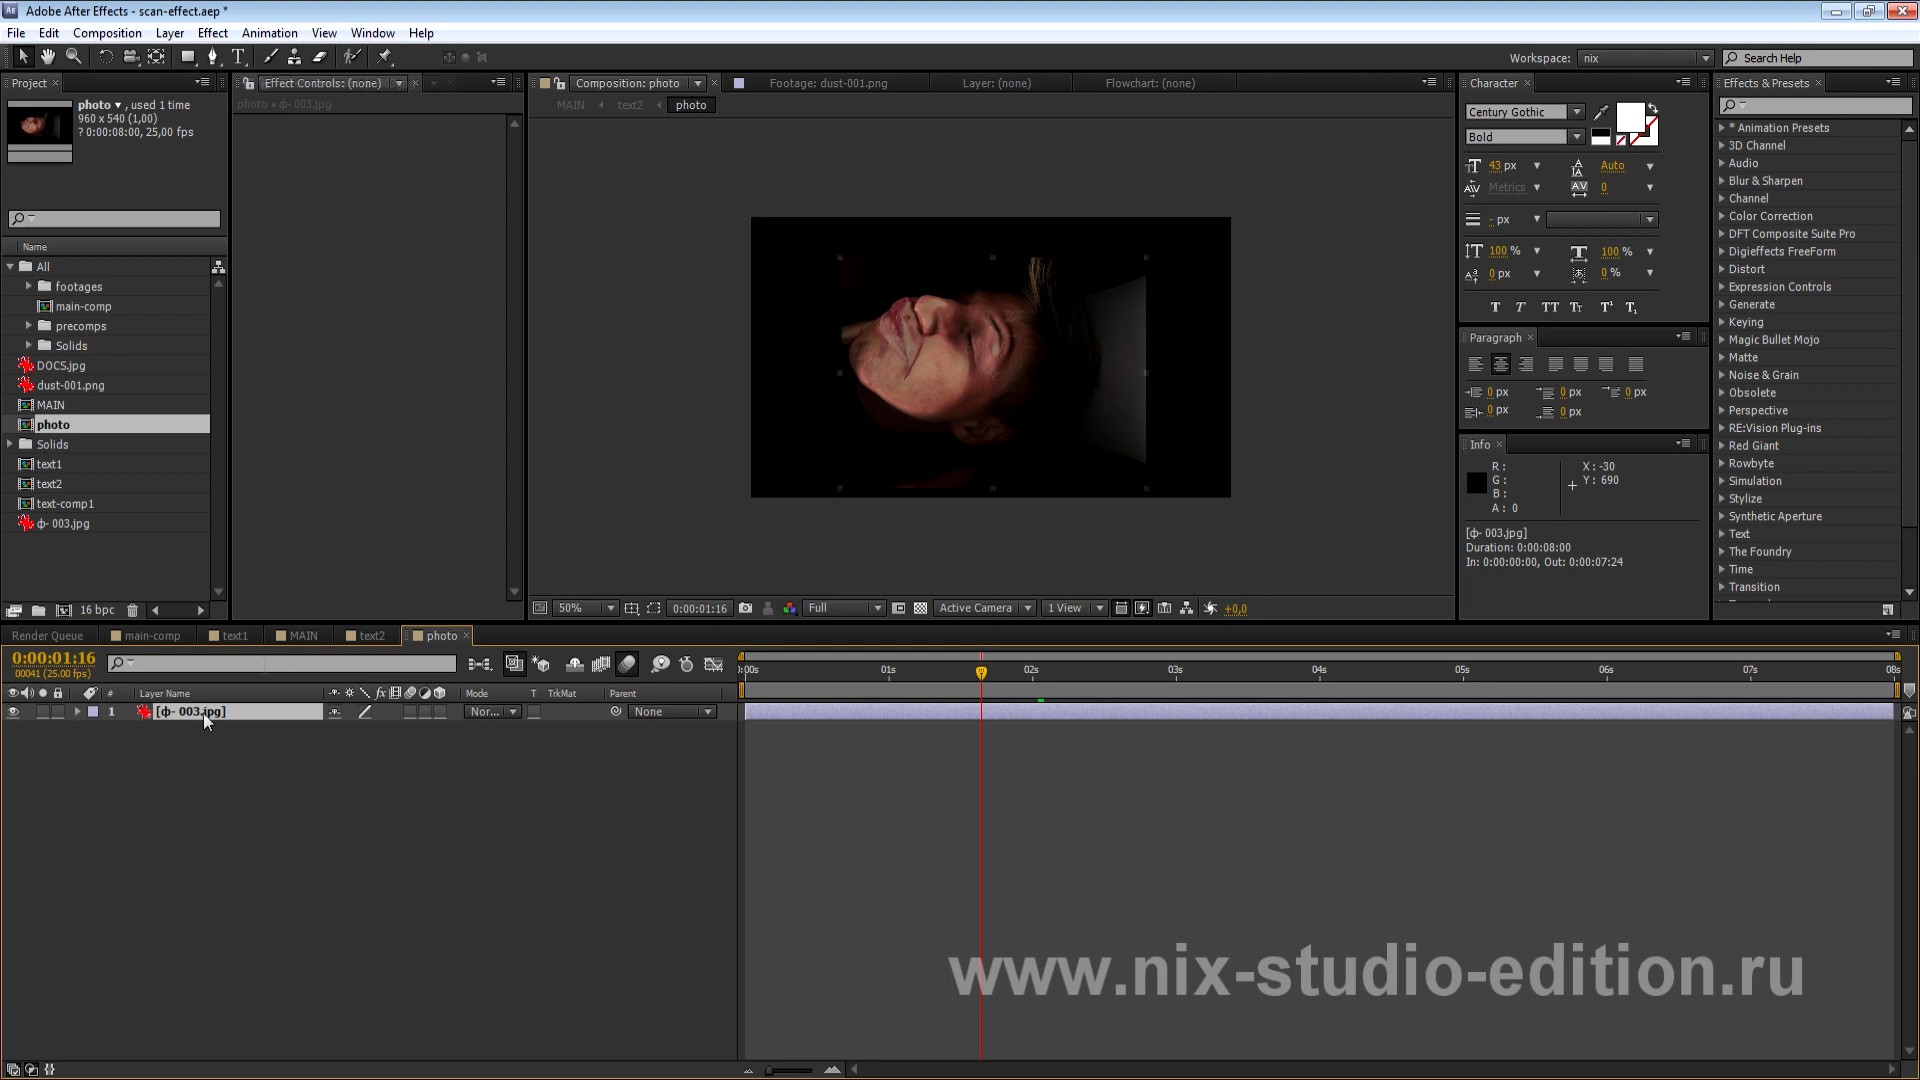 Adobe After Effects - scan-effect.aep *
File Edit Composition Layer Effect Animation View Window Help
Workspace: nix
Search Help
Project
photo ▼ , used 1 time
960 x 540 (1,00)
? 0:00:08:00, 25,00 fps
Name
All
footages
main-comp
precomps
Solids
DOCS.jpg
dust-001.png
MAIN
photo
Solids
text1
text2
text-comp1
ф- 003.jpg
16 bpc
Effect Controls: (none)
photo • ф- 003.jpg
Composition: photo
Footage: dust-001.png
Layer: (none)
Flowchart: (none)
MAIN text2 photo
50%
0:00:01:16
Full
Active Camera
1 View
+0,0
Character
Century Gothic
Bold
43 px
Auto
Metrics
0
- px
100 %
100 %
0 px
0 %
T T TT Tr T¹ T₁
Paragraph
0 px 0 px 0 px
0 px 0 px
Info
R :
G :
B :
A : 0
X : -30
Y : 690
[ф- 003.jpg]
Duration: 0:00:08:00
In: 0:00:00:00, Out: 0:00:07:24
Effects & Presets
* Animation Presets
3D Channel
Audio
Blur & Sharpen
Channel
Color Correction
DFT Composite Suite Pro
Digieffects FreeForm
Distort
Expression Controls
Generate
Keying
Magic Bullet Mojo
Matte
Noise & Grain
Obsolete
Perspective
RE:Vision Plug-ins
Red Giant
Rowbyte
Simulation
Stylize
Synthetic Aperture
Text
The Foundry
Time
Transition
Render Queue main-comp text1 MAIN text2 photo
0:00:01:16
00041 (25.00 fps)
:00s 01s 02s 03s 04s 05s 06s 07s 08s
# Layer Name Mode T TrkMat Parent
1 [ф- 003.jpg] Nor... None
www.nix-studio-edition.ru